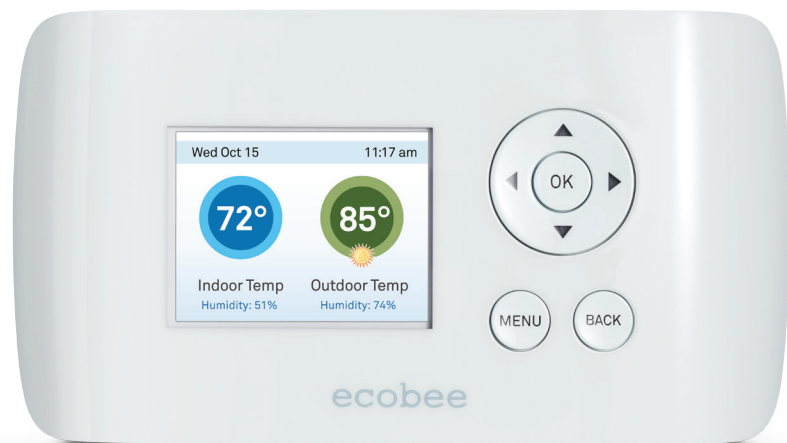 Wed Oct 15 11:17 am
72° 85°
Indoor Temp Outdoor Temp
Humidity: 51% Humidity: 74%
OK
MENU BACK
ecobee